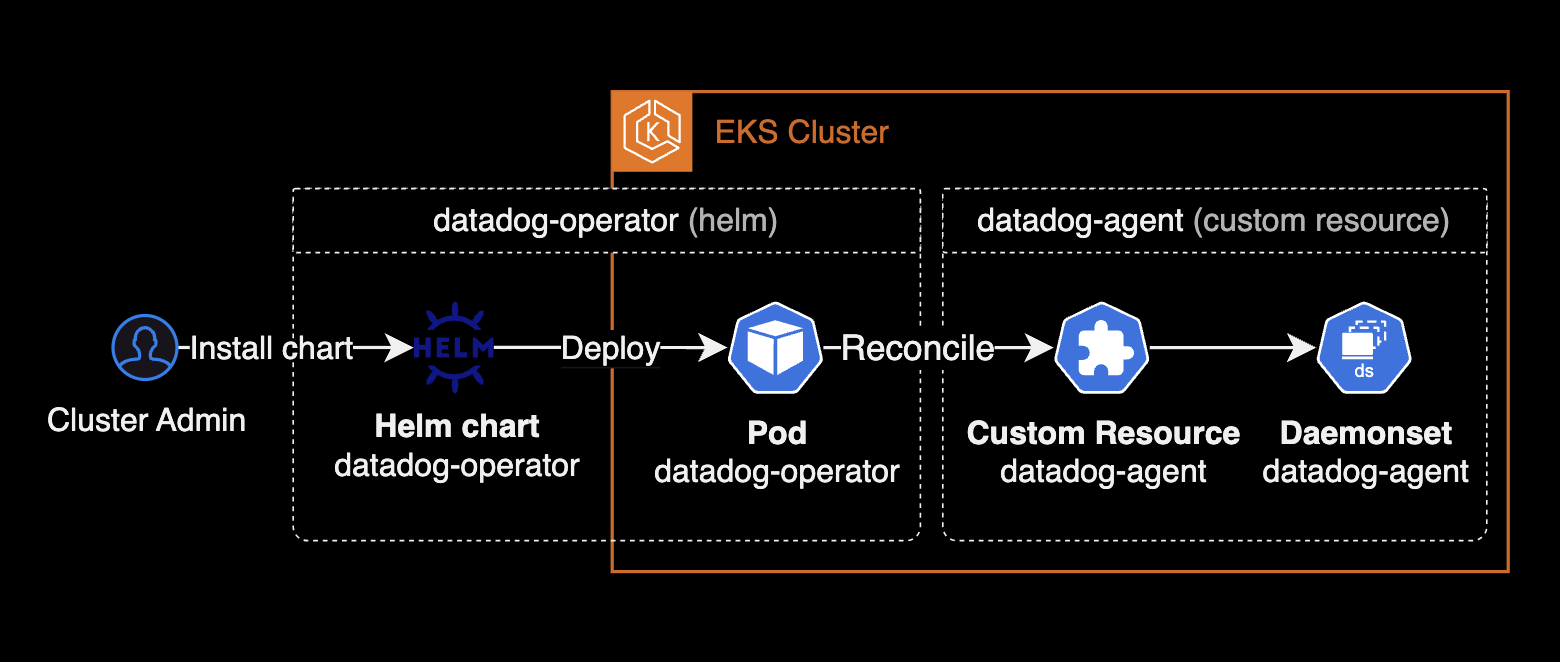 K
EKS Cluster
datadog-operator (helm)
datadog-agent (custom resource)
Install chart
HELM
Deploy
Reconcile
ds
Cluster Admin
Helm chart
datadog-operator
Pod
datadog-operator
Custom Resource
datadog-agent
Daemonset
datadog-agent